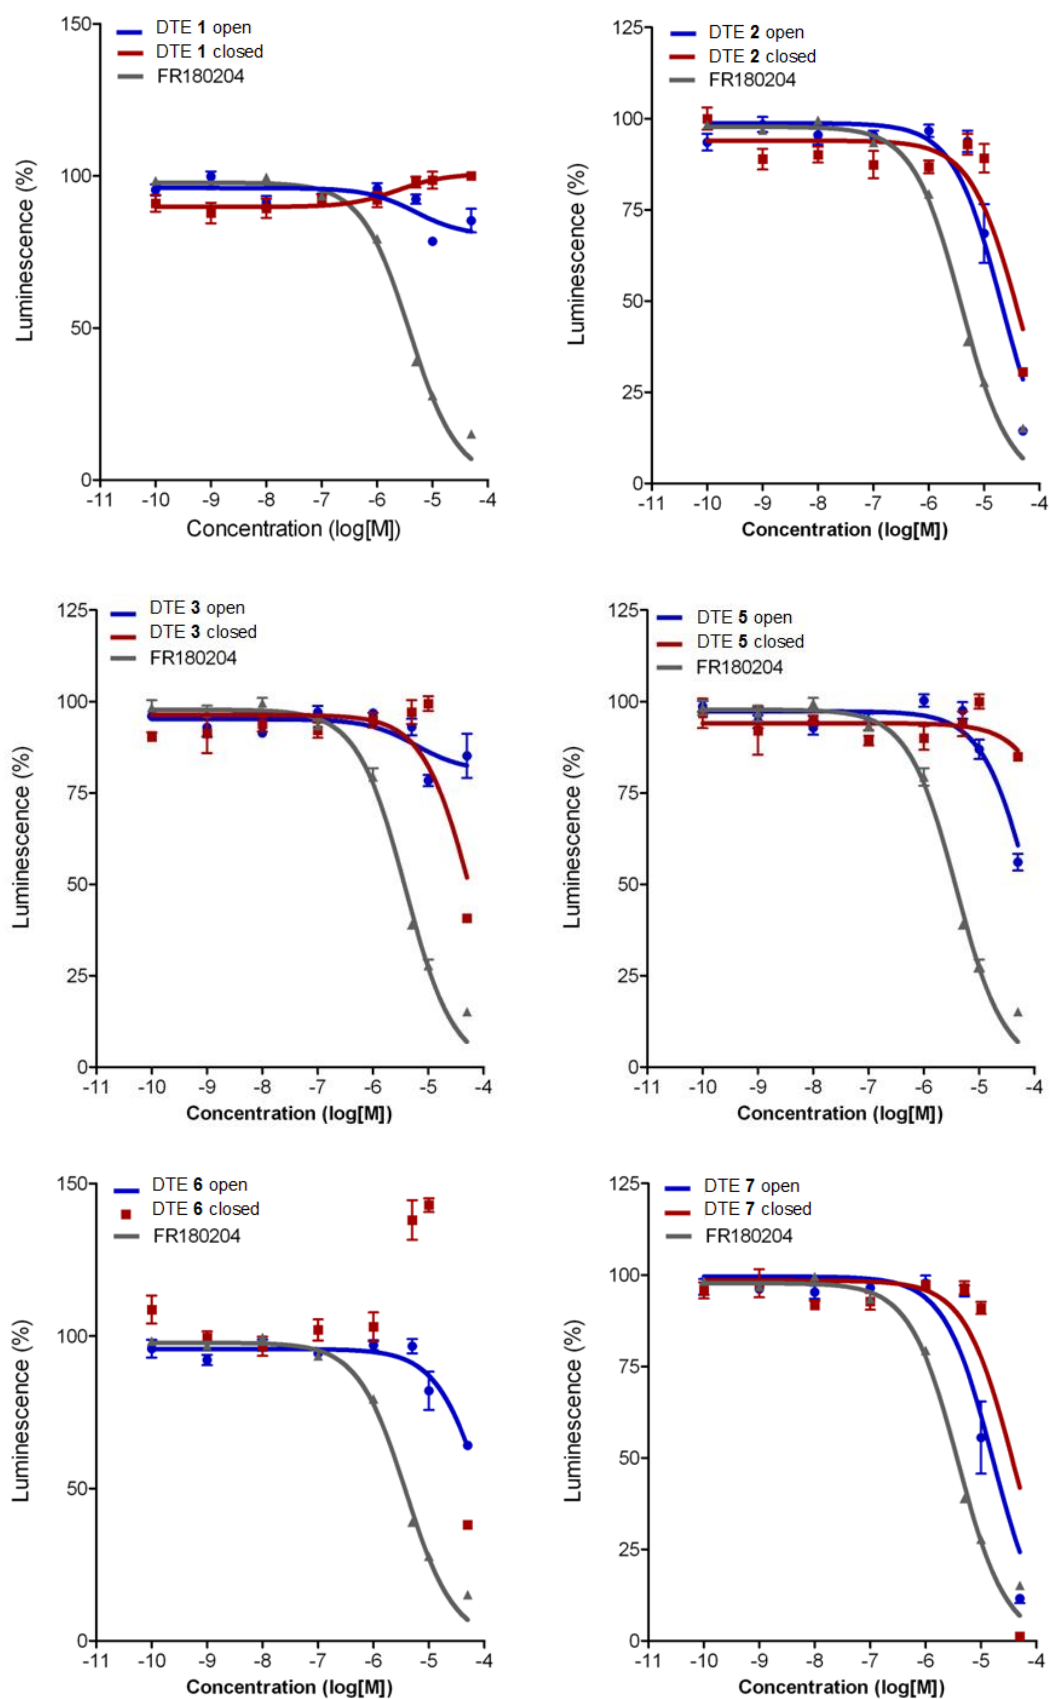 150
DTE 1 open
DTE 1 closed
FR180204
100
50
0
Luminescence (%)
-11 -10 -9 -8 -7 -6 -5 -4
Concentration (log[M])
125
DTE 2 open
DTE 2 closed
FR180204
100
75
50
25
0
Luminescence (%)
-11 -10 -9 -8 -7 -6 -5 -4
Concentration (log[M])
125
DTE 3 open
DTE 3 closed
FR180204
100
75
50
25
0
Luminescence (%)
-11 -10 -9 -8 -7 -6 -5 -4
Concentration (log[M])
125
DTE 5 open
DTE 5 closed
FR180204
100
75
50
25
0
Luminescence (%)
-11 -10 -9 -8 -7 -6 -5 -4
Concentration (log[M])
150
DTE 6 open
DTE 6 closed
FR180204
100
50
0
Luminescence (%)
-11 -10 -9 -8 -7 -6 -5 -4
Concentration (log[M])
125
DTE 7 open
DTE 7 closed
FR180204
100
75
50
25
0
Luminescence (%)
-11 -10 -9 -8 -7 -6 -5 -4
Concentration (log[M])